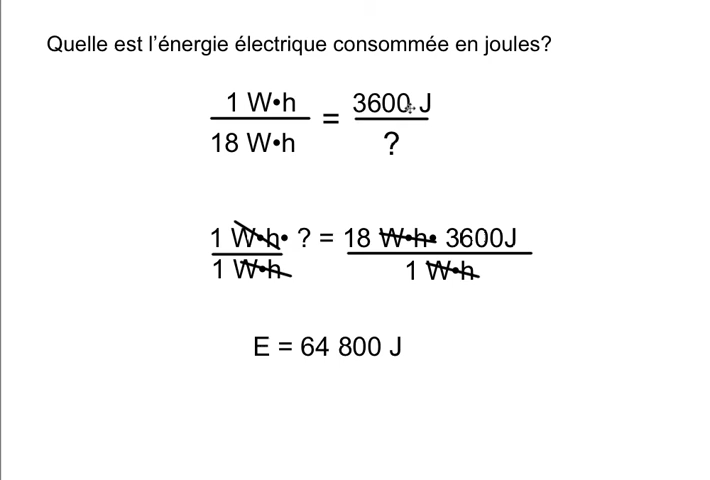 Quelle est l'énergie électrique consommée en joules?
1 W•h = 3600 J
18 W•h ?
1 W•h• ? = 18 W•h• 3600J
1 W•h 1 W•h
E = 64 800 J